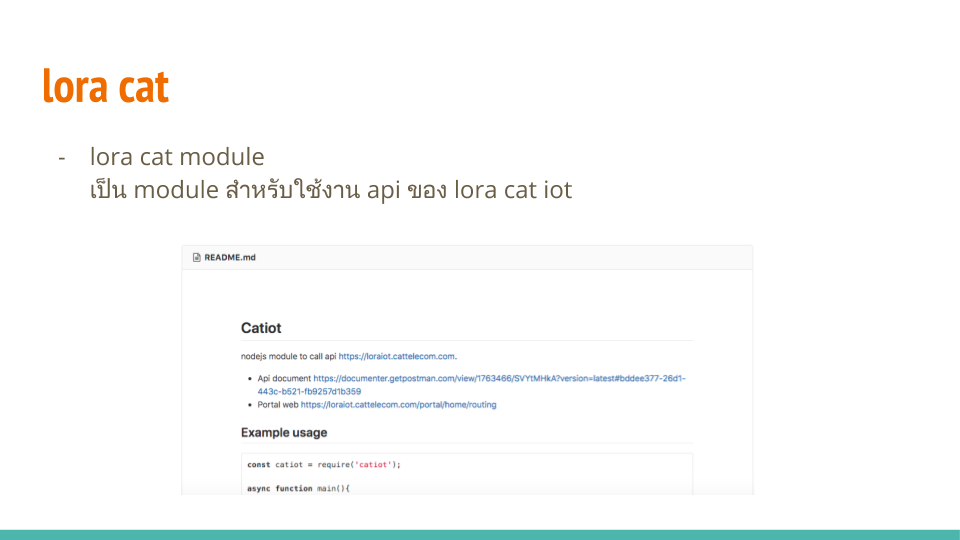 lora cat
- lora cat module
เป็น module สำหรับใช้งาน api ของ lora cat iot
README.md
Catiot
nodejs module to call api https://loraiot.cattelecom.com.
• Api document https://documenter.getpostman.com/view/1763466/SVYtMHkA?version=latest#bddee377-26d1-
443c-b521-fb9257d1b359
• Portal web https://loraiot.cattelecom.com/portal/home/routing
Example usage
const catiot = require('catiot');
async function main(){